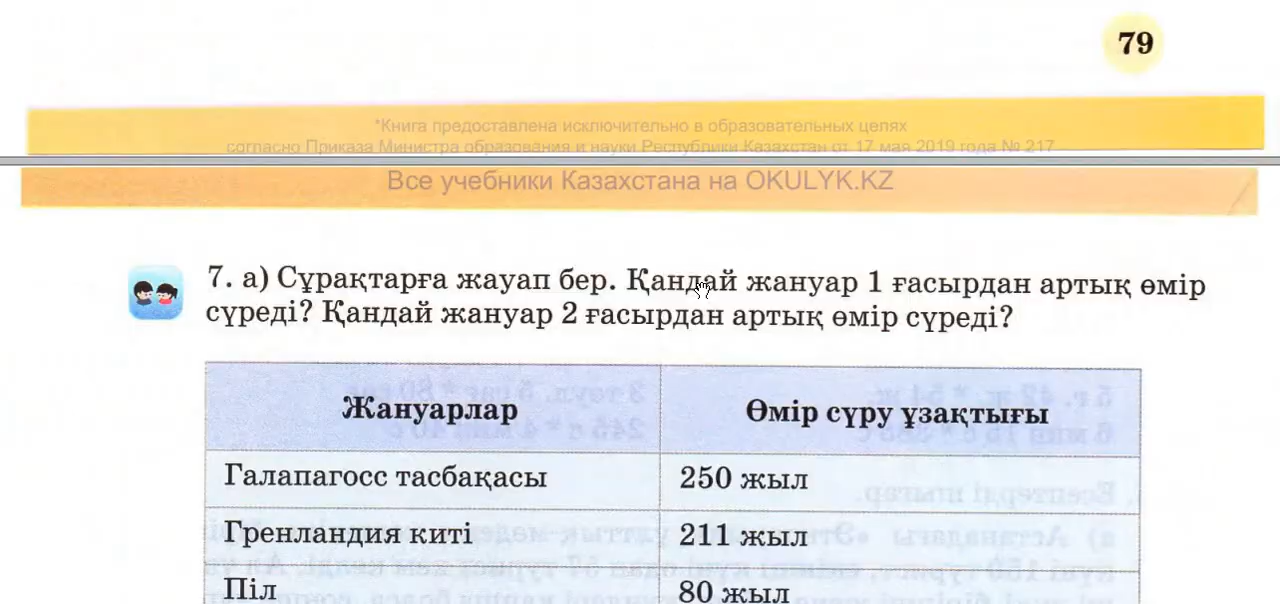 79
*Книга предоставлена исключительно в образовательных целях
согласно Приказа Министра образования и науки Республики Казахстан от 17 мая 2019 года № 217
Все учебники Казахстана на OKULYK.KZ
7. а) Сұрақтарға жауап бер. Қандай жануар 1 ғасырдан артық өмір
сүреді? Қандай жануар 2 ғасырдан артық өмір сүреді?
Жануарлар Өмір сүру ұзақтығы
Галапагосс тасбақасы 250 жыл
Гренландия киті 211 жыл
Піл 80 жыл